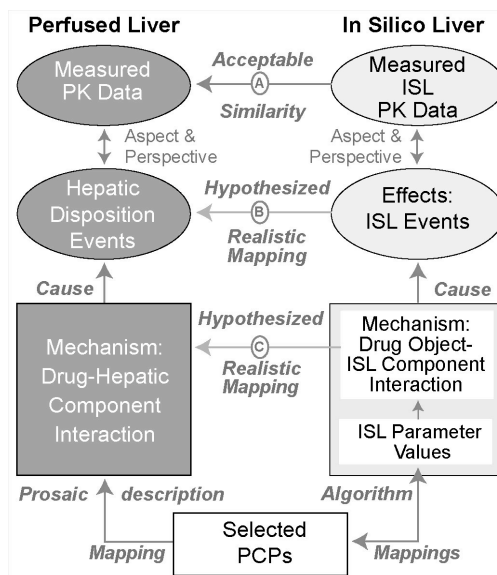 Perfused Liver
In Silico Liver
Measured
PK Data
Acceptable
A
Similarity
Measured
ISL
PK Data
Aspect &
Perspective
Aspect &
Perspective
Hepatic
Disposition
Events
Hypothesized
B
Realistic
Mapping
Effects:
ISL Events
Cause
Cause
Mechanism:
Drug-Hepatic
Component
Interaction
Hypothesized
C
Realistic
Mapping
Mechanism:
Drug Object-
ISL Component
Interaction
ISL Parameter
Values
Prosaic description
Algorithm
Mapping
Selected
PCPs
Mappings